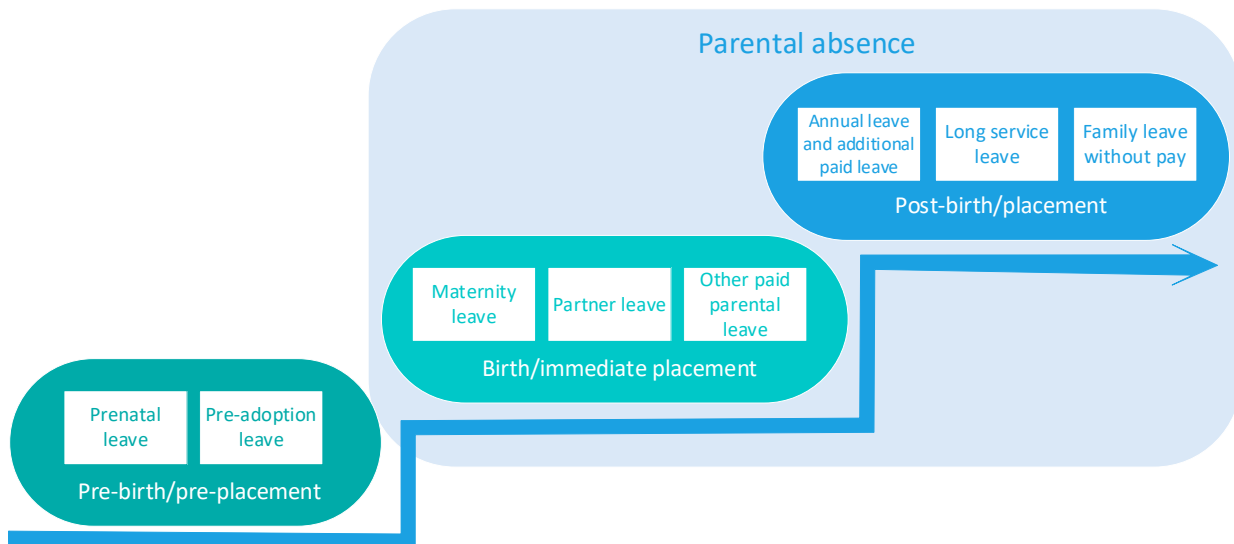 Parental absence
Annual leave
and additional
paid leave
Long service
leave
Family leave
without pay
Post-birth/placement
Maternity
leave
Partner leave
Other paid
parental
leave
Birth/immediate placement
Prenatal
leave
Pre-adoption
leave
Pre-birth/pre-placement